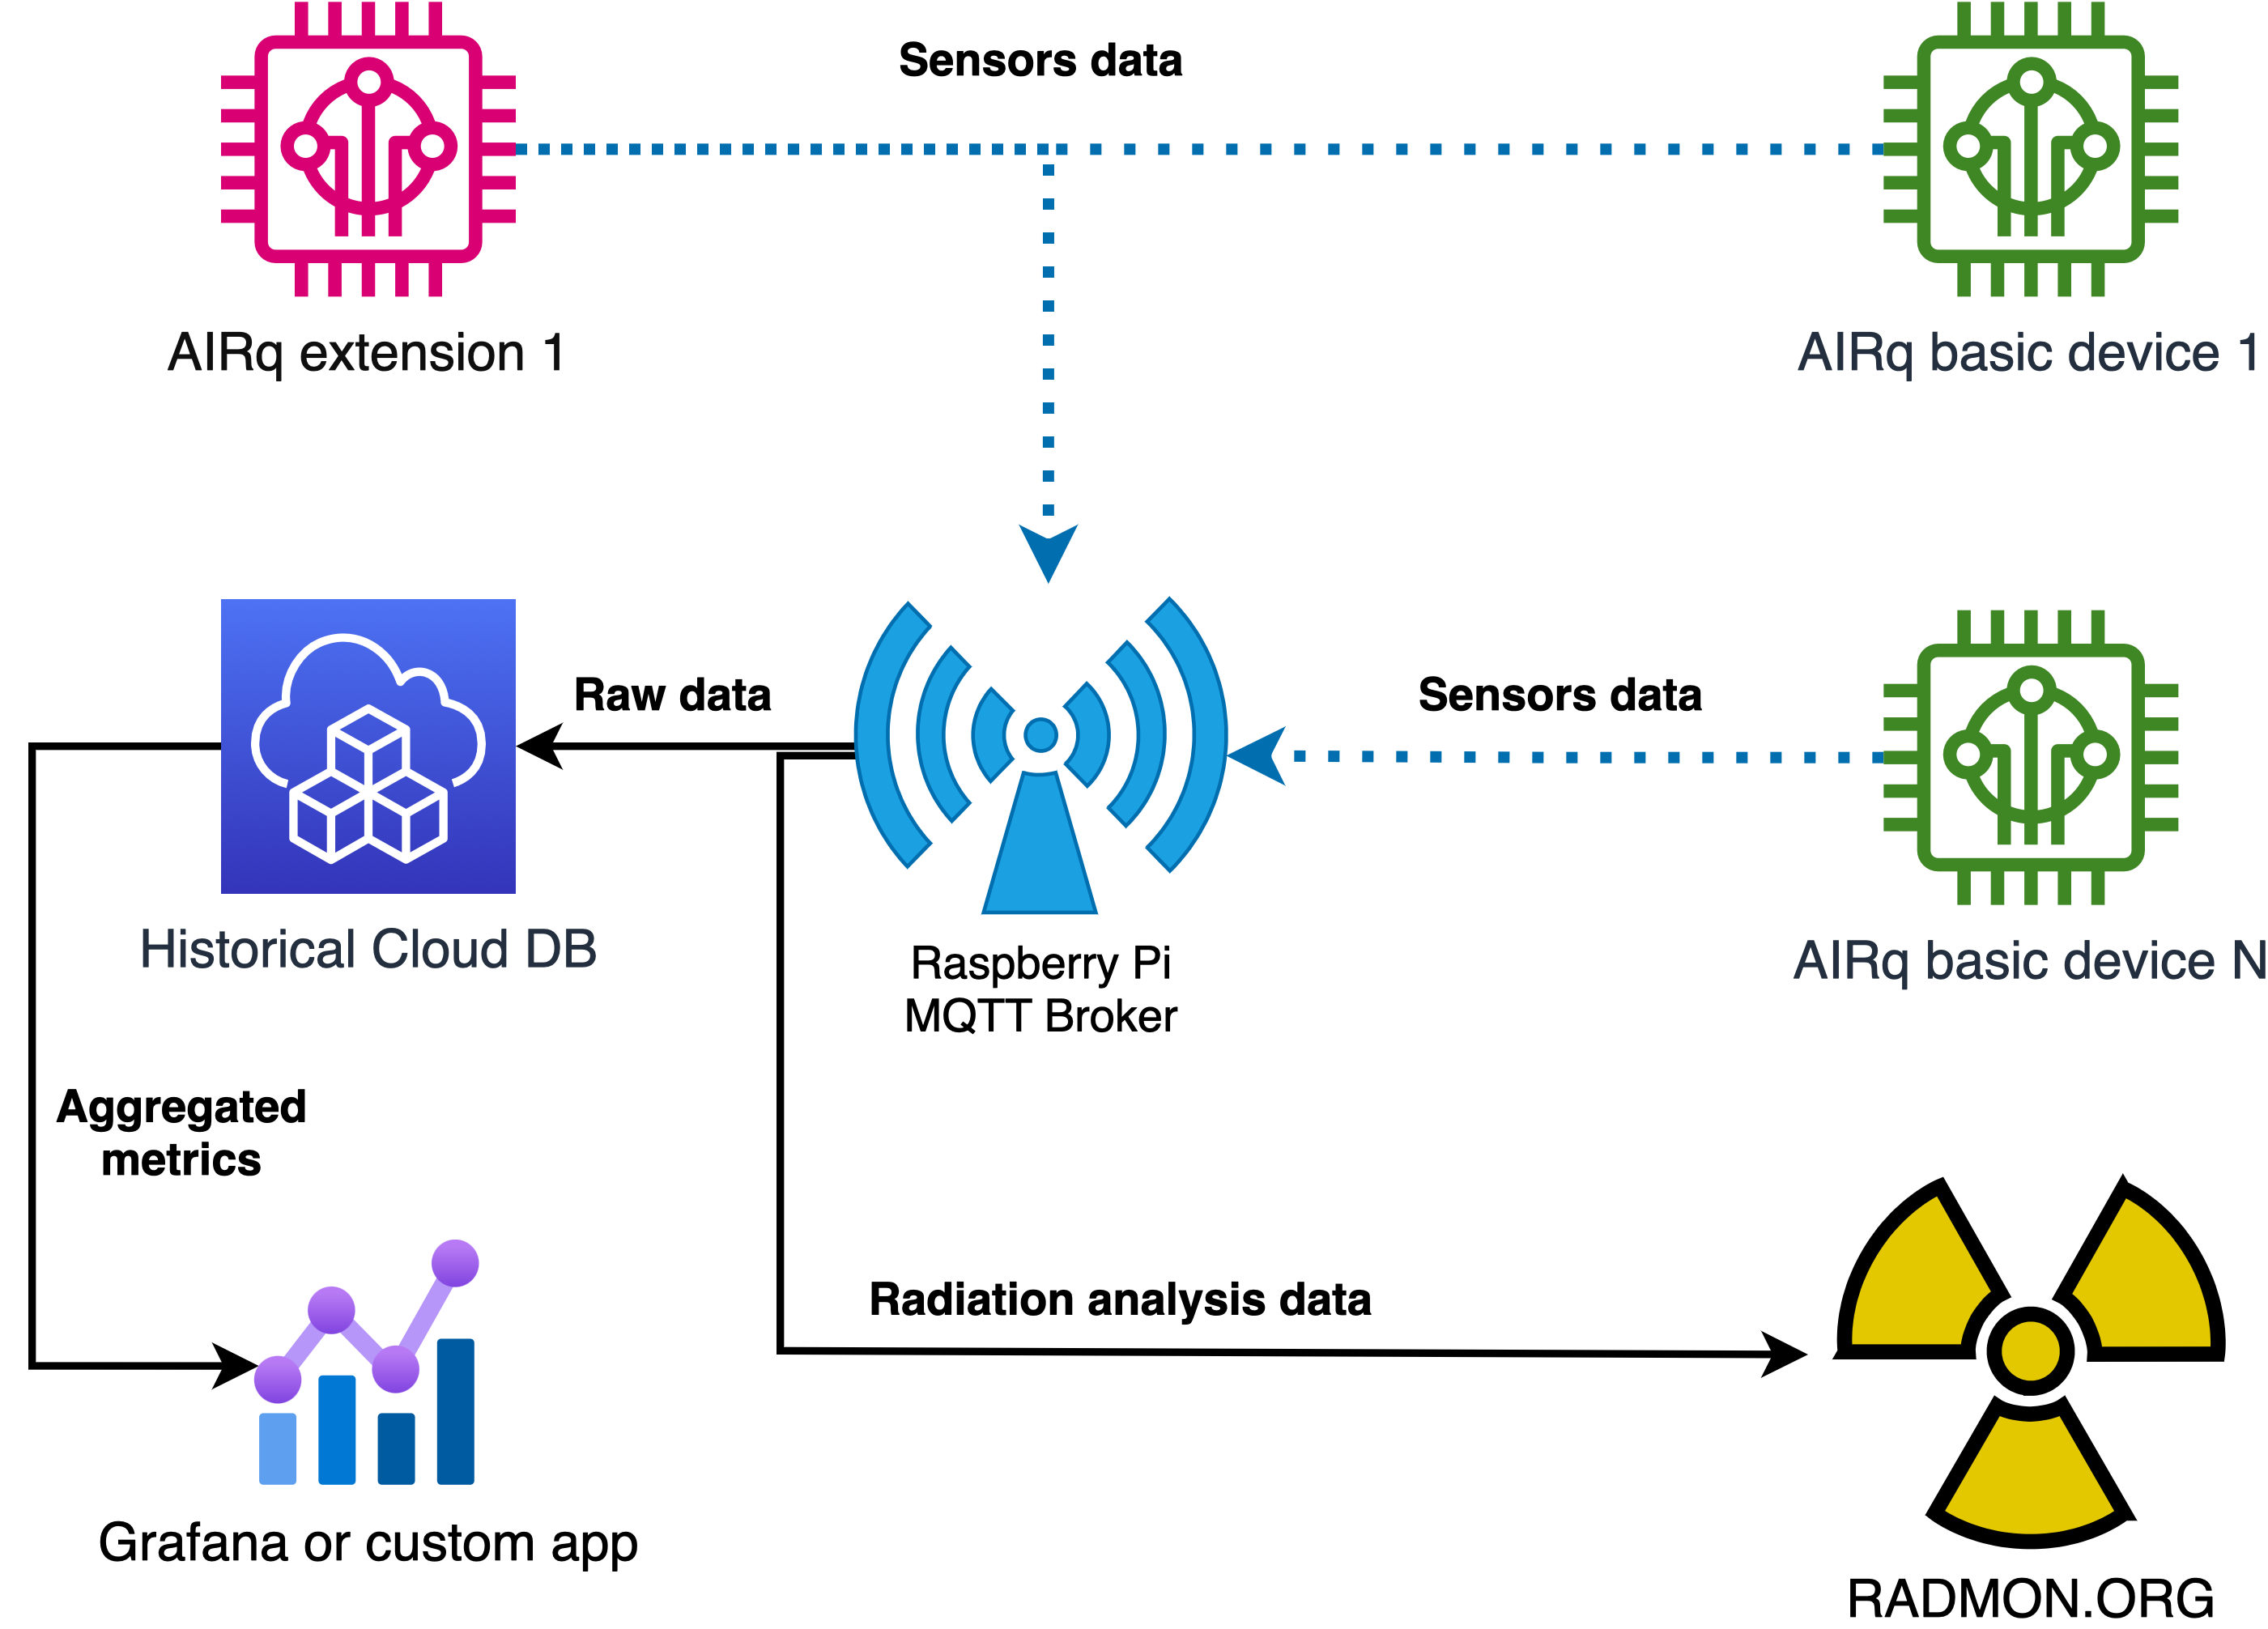 Sensors data
AIRq extension 1
AIRq basic device 1
Raw data
Sensors data
Historical Cloud DB
Raspberry Pi
MQTT Broker
AIRq basic device N
Aggregated
metrics
Radiation analysis data
Grafana or custom app
RADMON.ORG